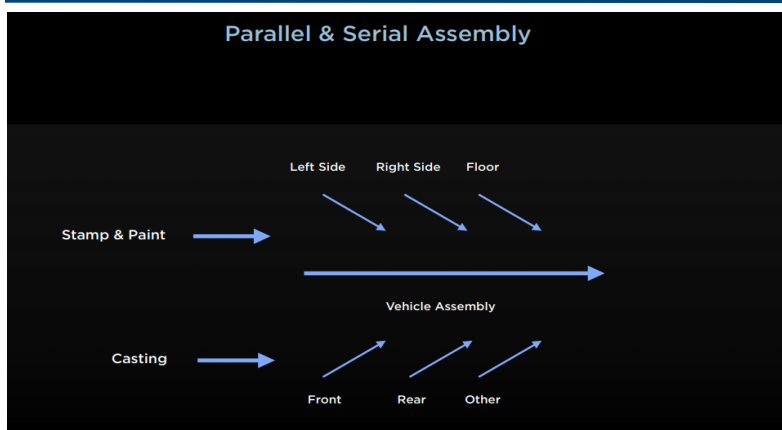 Parallel & Serial Assembly
Left Side
Right Side
Floor
Stamp & Paint
Vehicle Assembly
Casting
Front
Rear
Other